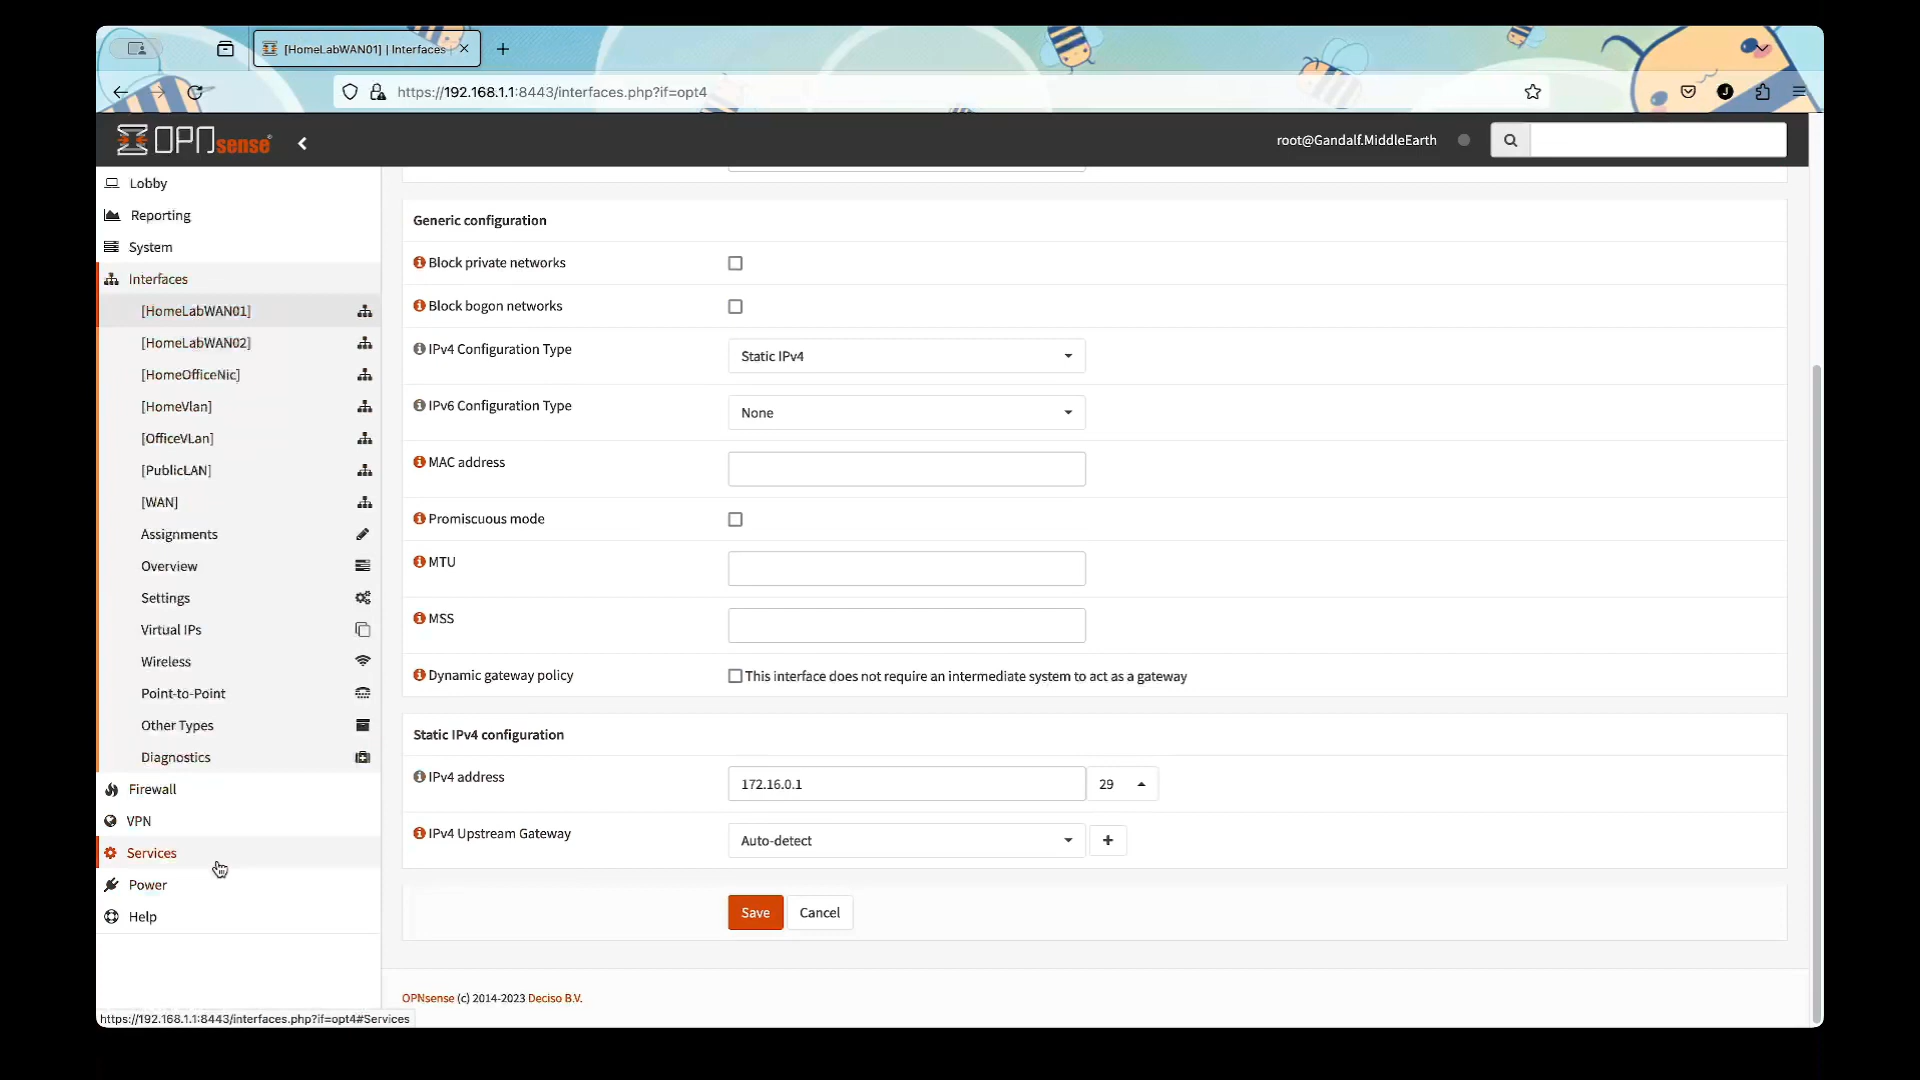 [HomeLabWAN01] | Interfaces
https://192.168.1.1:8443/interfaces.php?if=opt4
J
OPNsense
root@Gandalf.MiddleEarth
Lobby
Reporting
System
Interfaces
[HomeLabWAN01]
[HomeLabWAN02]
[HomeOfficeNic]
[HomeVlan]
[OfficeVLan]
[PublicLAN]
[WAN]
Assignments
Overview
Settings
Virtual IPs
Wireless
Point-to-Point
Other Types
Diagnostics
Firewall
VPN
Services
Power
Help
Generic configuration
Block private networks
Block bogon networks
IPv4 Configuration Type
Static IPv4
IPv6 Configuration Type
None
MAC address
Promiscuous mode
MTU
MSS
Dynamic gateway policy
This interface does not require an intermediate system to act as a gateway
Static IPv4 configuration
IPv4 address
172.16.0.1
29
IPv4 Upstream Gateway
Auto-detect
Save
Cancel
OPNsense (c) 2014-2023 Deciso B.V.
https://192.168.1.1:8443/interfaces.php?if=opt4#Services